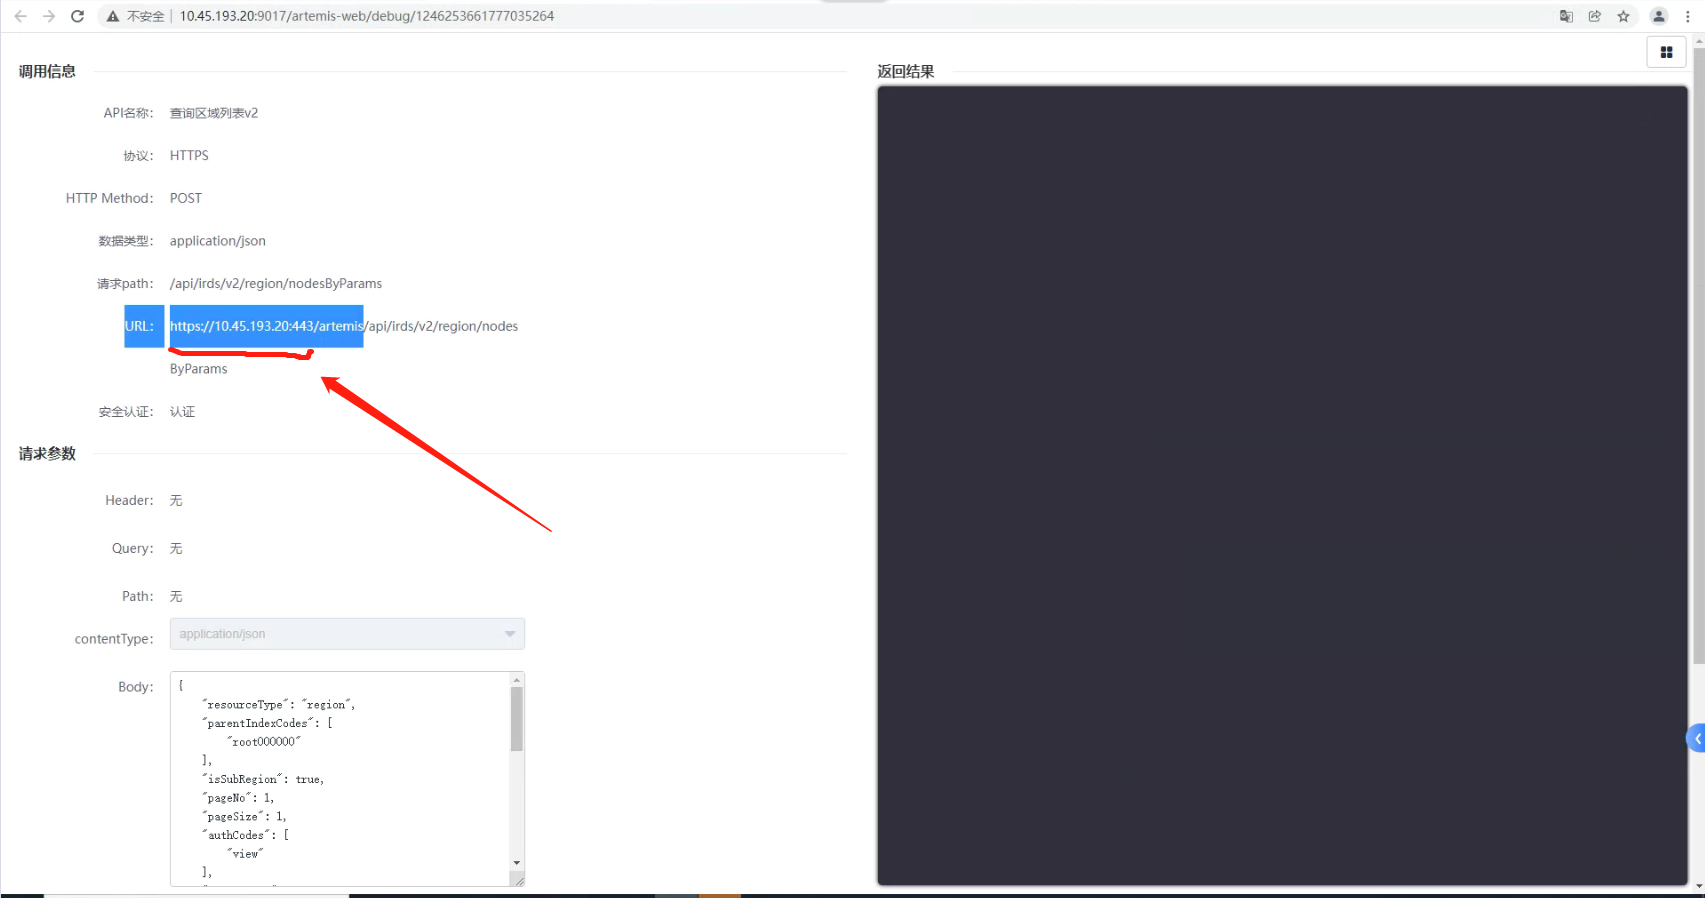 不安全 10.45.193.20:9017/artemis-web/debug/1246253661777035264
调用信息
API名称： 查询区域列表v2
协议： HTTPS
HTTP Method： POST
数据类型： application/json
请求path： /api/irds/v2/region/nodesByParams
URL： https://10.45.193.20:443/artemis/api/irds/v2/region/nodes
ByParams
安全认证： 认证
请求参数
Header： 无
Query： 无
Path： 无
contentType： application/json
Body： {
"resourceType": "region",
"parentIndexCodes": [
"root000000"
],
"isSubRegion": true,
"pageNo": 1,
"pageSize": 1,
"authCodes": [
"view"
],
返回结果